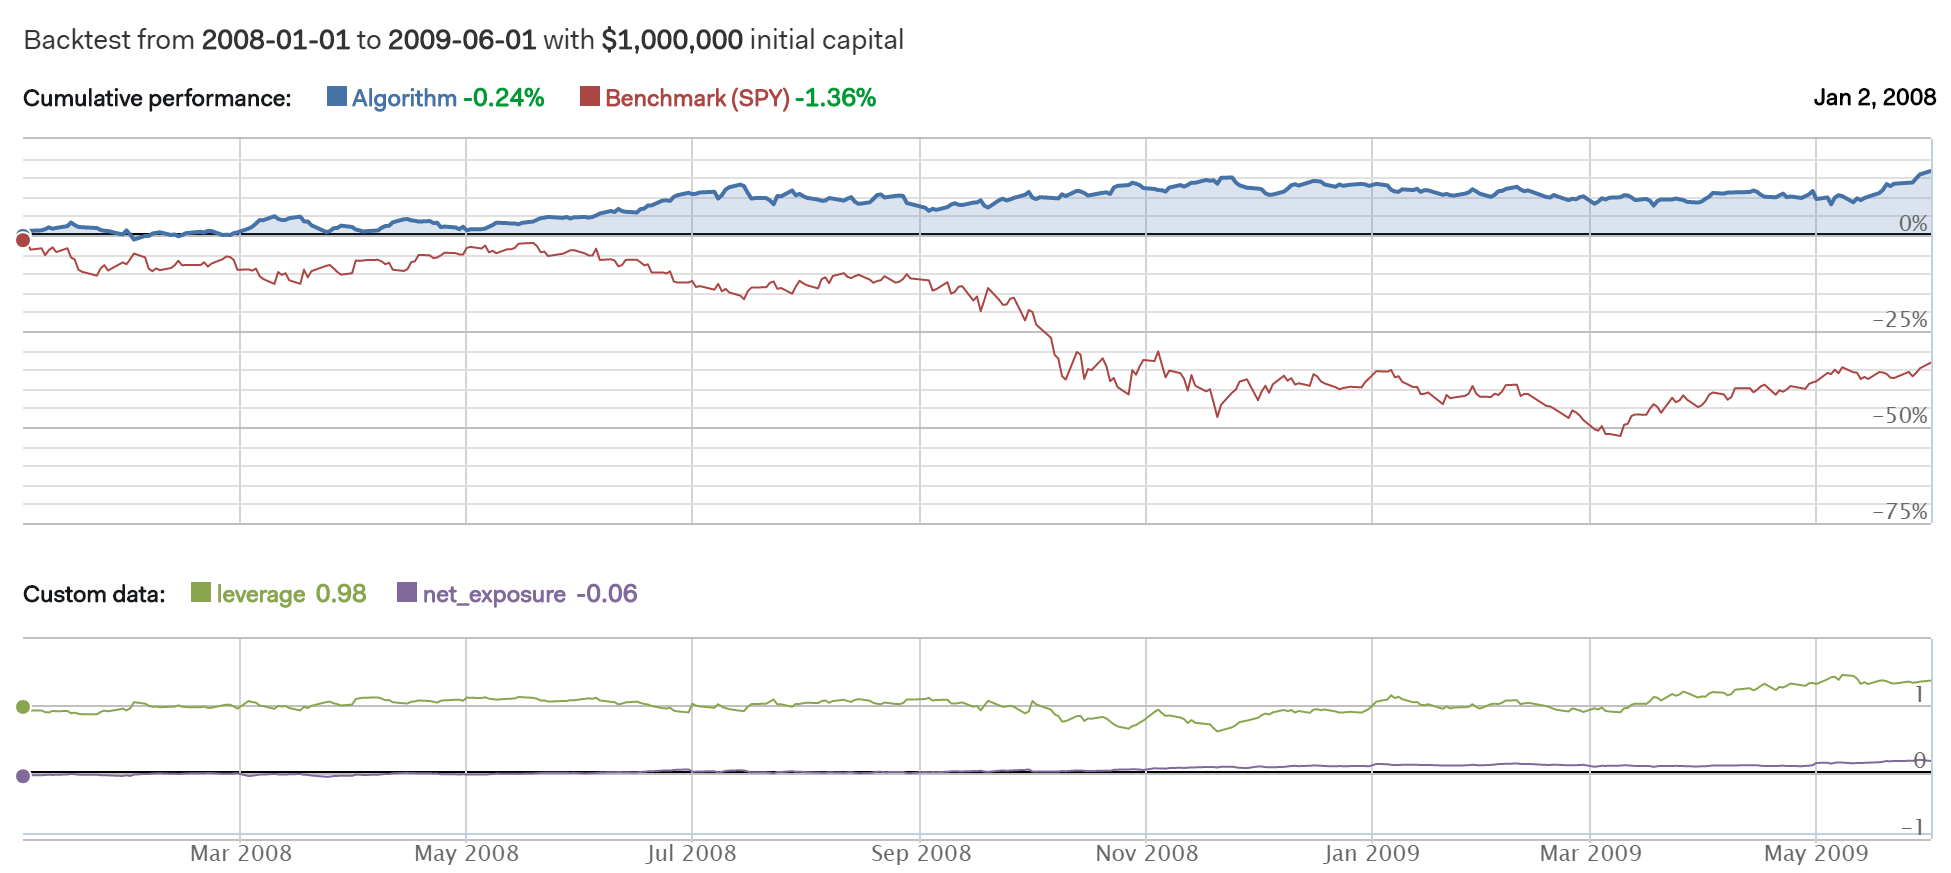 Backtest from 2008-01-01 to 2009-06-01 with $1,000,000 initial capital
Cumulative performance: Algorithm -0.24% Benchmark (SPY) -1.36% Jan 2, 2008
0%
−25%
−50%
−75%
Custom data: leverage 0.98 net_exposure -0.06
1
0
−1
Mar 2008 May 2008 Jul 2008 Sep 2008 Nov 2008 Jan 2009 Mar 2009 May 2009